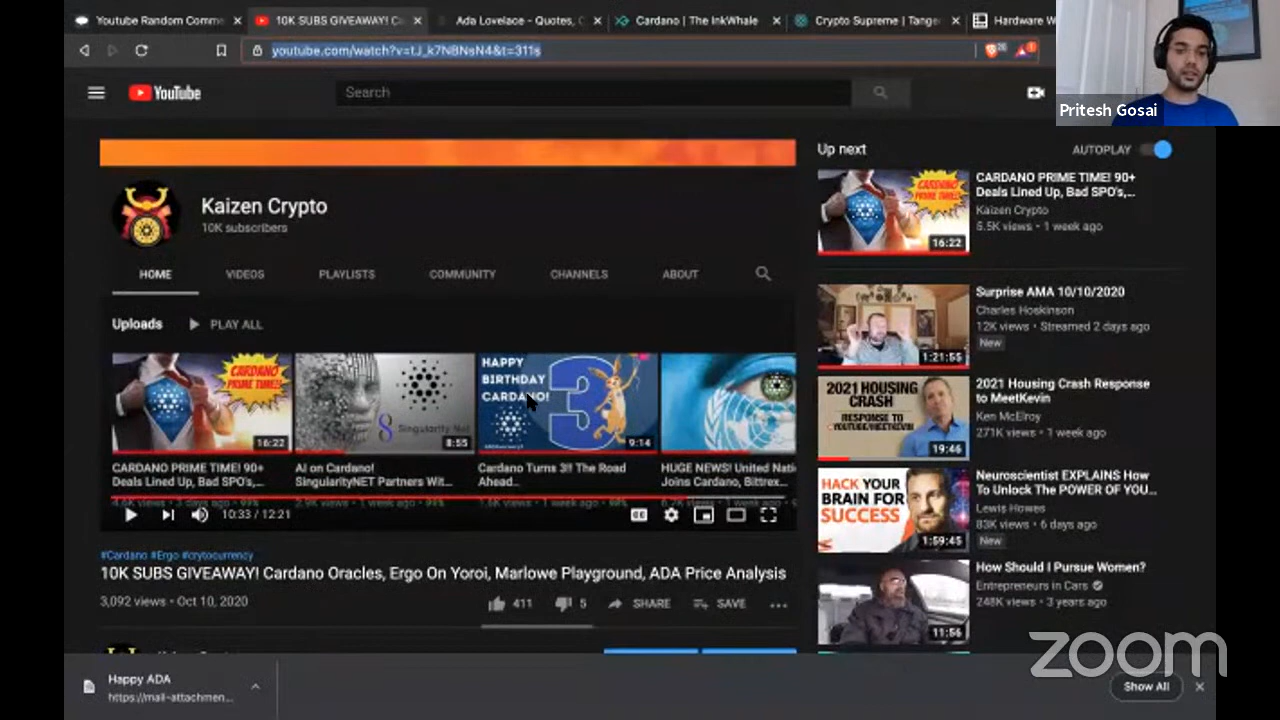 Youtube Random Comme
10K SUBS GIVEAWAY! C
Ada Lovelace - Quotes, C
Cardano | The InkWhale
Crypto Supreme | Tange
Hardware W
youtube.com/watch?v=tJ_k7N8NsN4&t=311s
Pritesh Gosai
YouTube
Search
Kaizen Crypto
10K subscribers
HOME
VIDEOS
PLAYLISTS
COMMUNITY
CHANNELS
ABOUT
Uploads
PLAY ALL
CARDANO PRIME TIME!
16:22
Singularity Net
8:55
HAPPY
BIRTHDAY
CARDANO!
3
9:14
CARDANO PRIME TIME! 90+
Deals Lined Up, Bad SPO's,...
AI on Cardano!
SingularityNET Partners Wit...
Cardano Turns 3!! The Road
Ahead...
HUGE NEWS! United Nati
Joins Cardano, Bittrex...
10:33 / 12:21
CC
#Cardano #Ergo #crytocurrency
10K SUBS GIVEAWAY! Cardano Oracles, Ergo On Yoroi, Marlowe Playground, ADA Price Analysis
3,092 views • Oct 10, 2020
411
5
SHARE
SAVE
Up next
AUTOPLAY
CARDANO PRIME TIME!
16:22
CARDANO PRIME TIME! 90+
Deals Lined Up, Bad SPO's,...
Kaizen Crypto
5.5K views • 1 week ago
1:21:55
Surprise AMA 10/10/2020
Charles Hoskinson
12K views • Streamed 2 days ago
New
2021 HOUSING
CRASH
RESPONSE TO
19:46
2021 Housing Crash Response
to MeetKevin
Ken McElroy
271K views • 1 week ago
HACK YOUR
BRAIN FOR
SUCCESS
1:59:45
Neuroscientist EXPLAINS How
To Unlock The POWER OF YOU...
Lewis Howes
83K views • 6 days ago
New
11:56
How Should I Pursue Women?
Entrepreneurs in Cars
248K views • 3 years ago
Happy ADA
https://mail-attachmen...
Show All
zoom